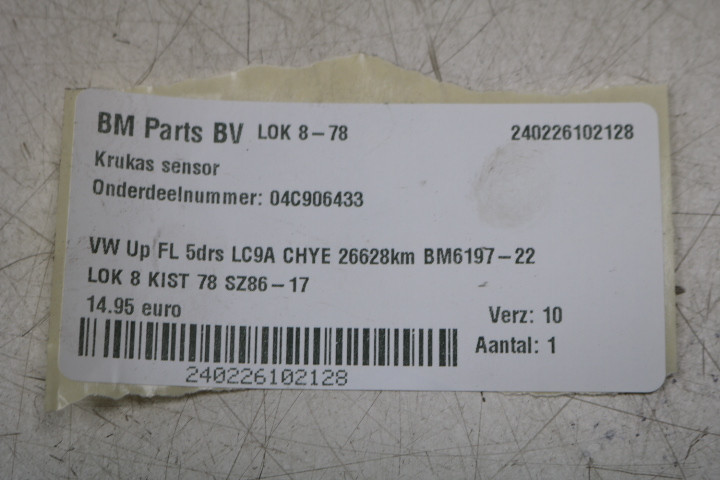 BM Parts BV LOK 8-78 240226102128
Krukas sensor
Onderdeelnummer: 04C906433
VW Up FL 5drs LC9A CHYE 26628km BM6197-22
LOK 8 KIST 78 SZ86-17
14.95 euro Verz: 10
Aantal: 1
240226102128